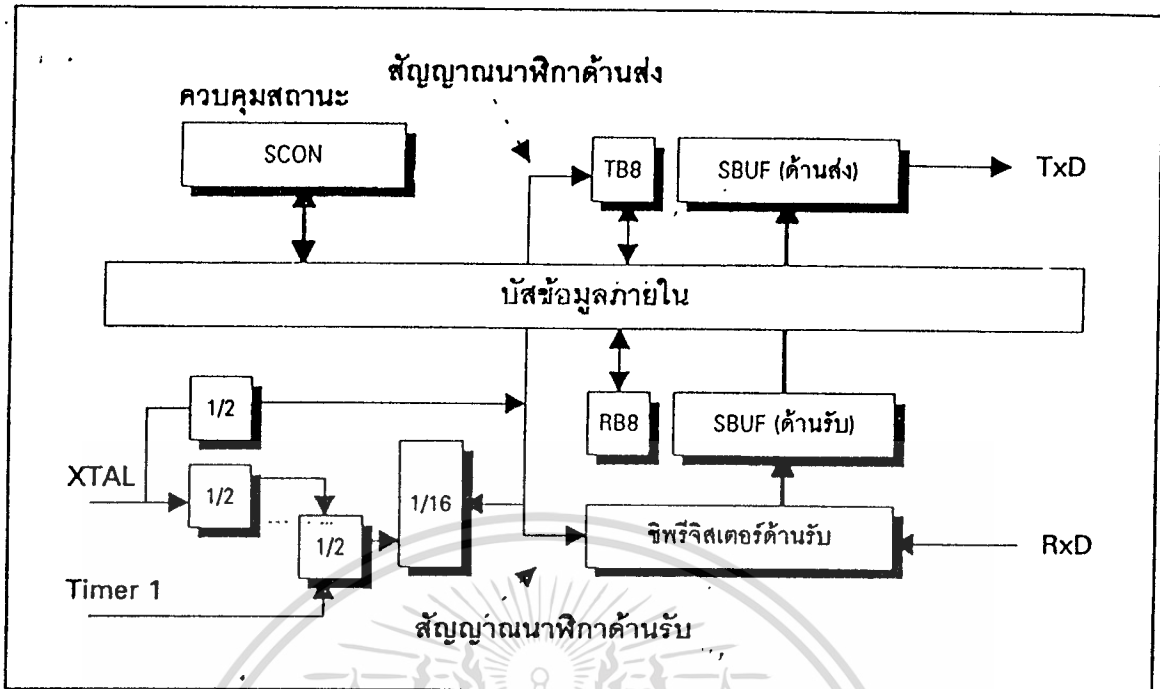 สัญญาณนาฬิกาด้านส่ง
ควบคุมสถานะ
SCON
TB8
SBUF (ด้านส่ง)
TxD
บัสข้อมูลภายใน
1/2
RB8
SBUF (ด้านรับ)
XTAL
1/2
1/16
1/2
ชิพรีจิสเตอร์ด้านรับ
RxD
Timer 1
สัญญาณนาฬิกาด้านรับ